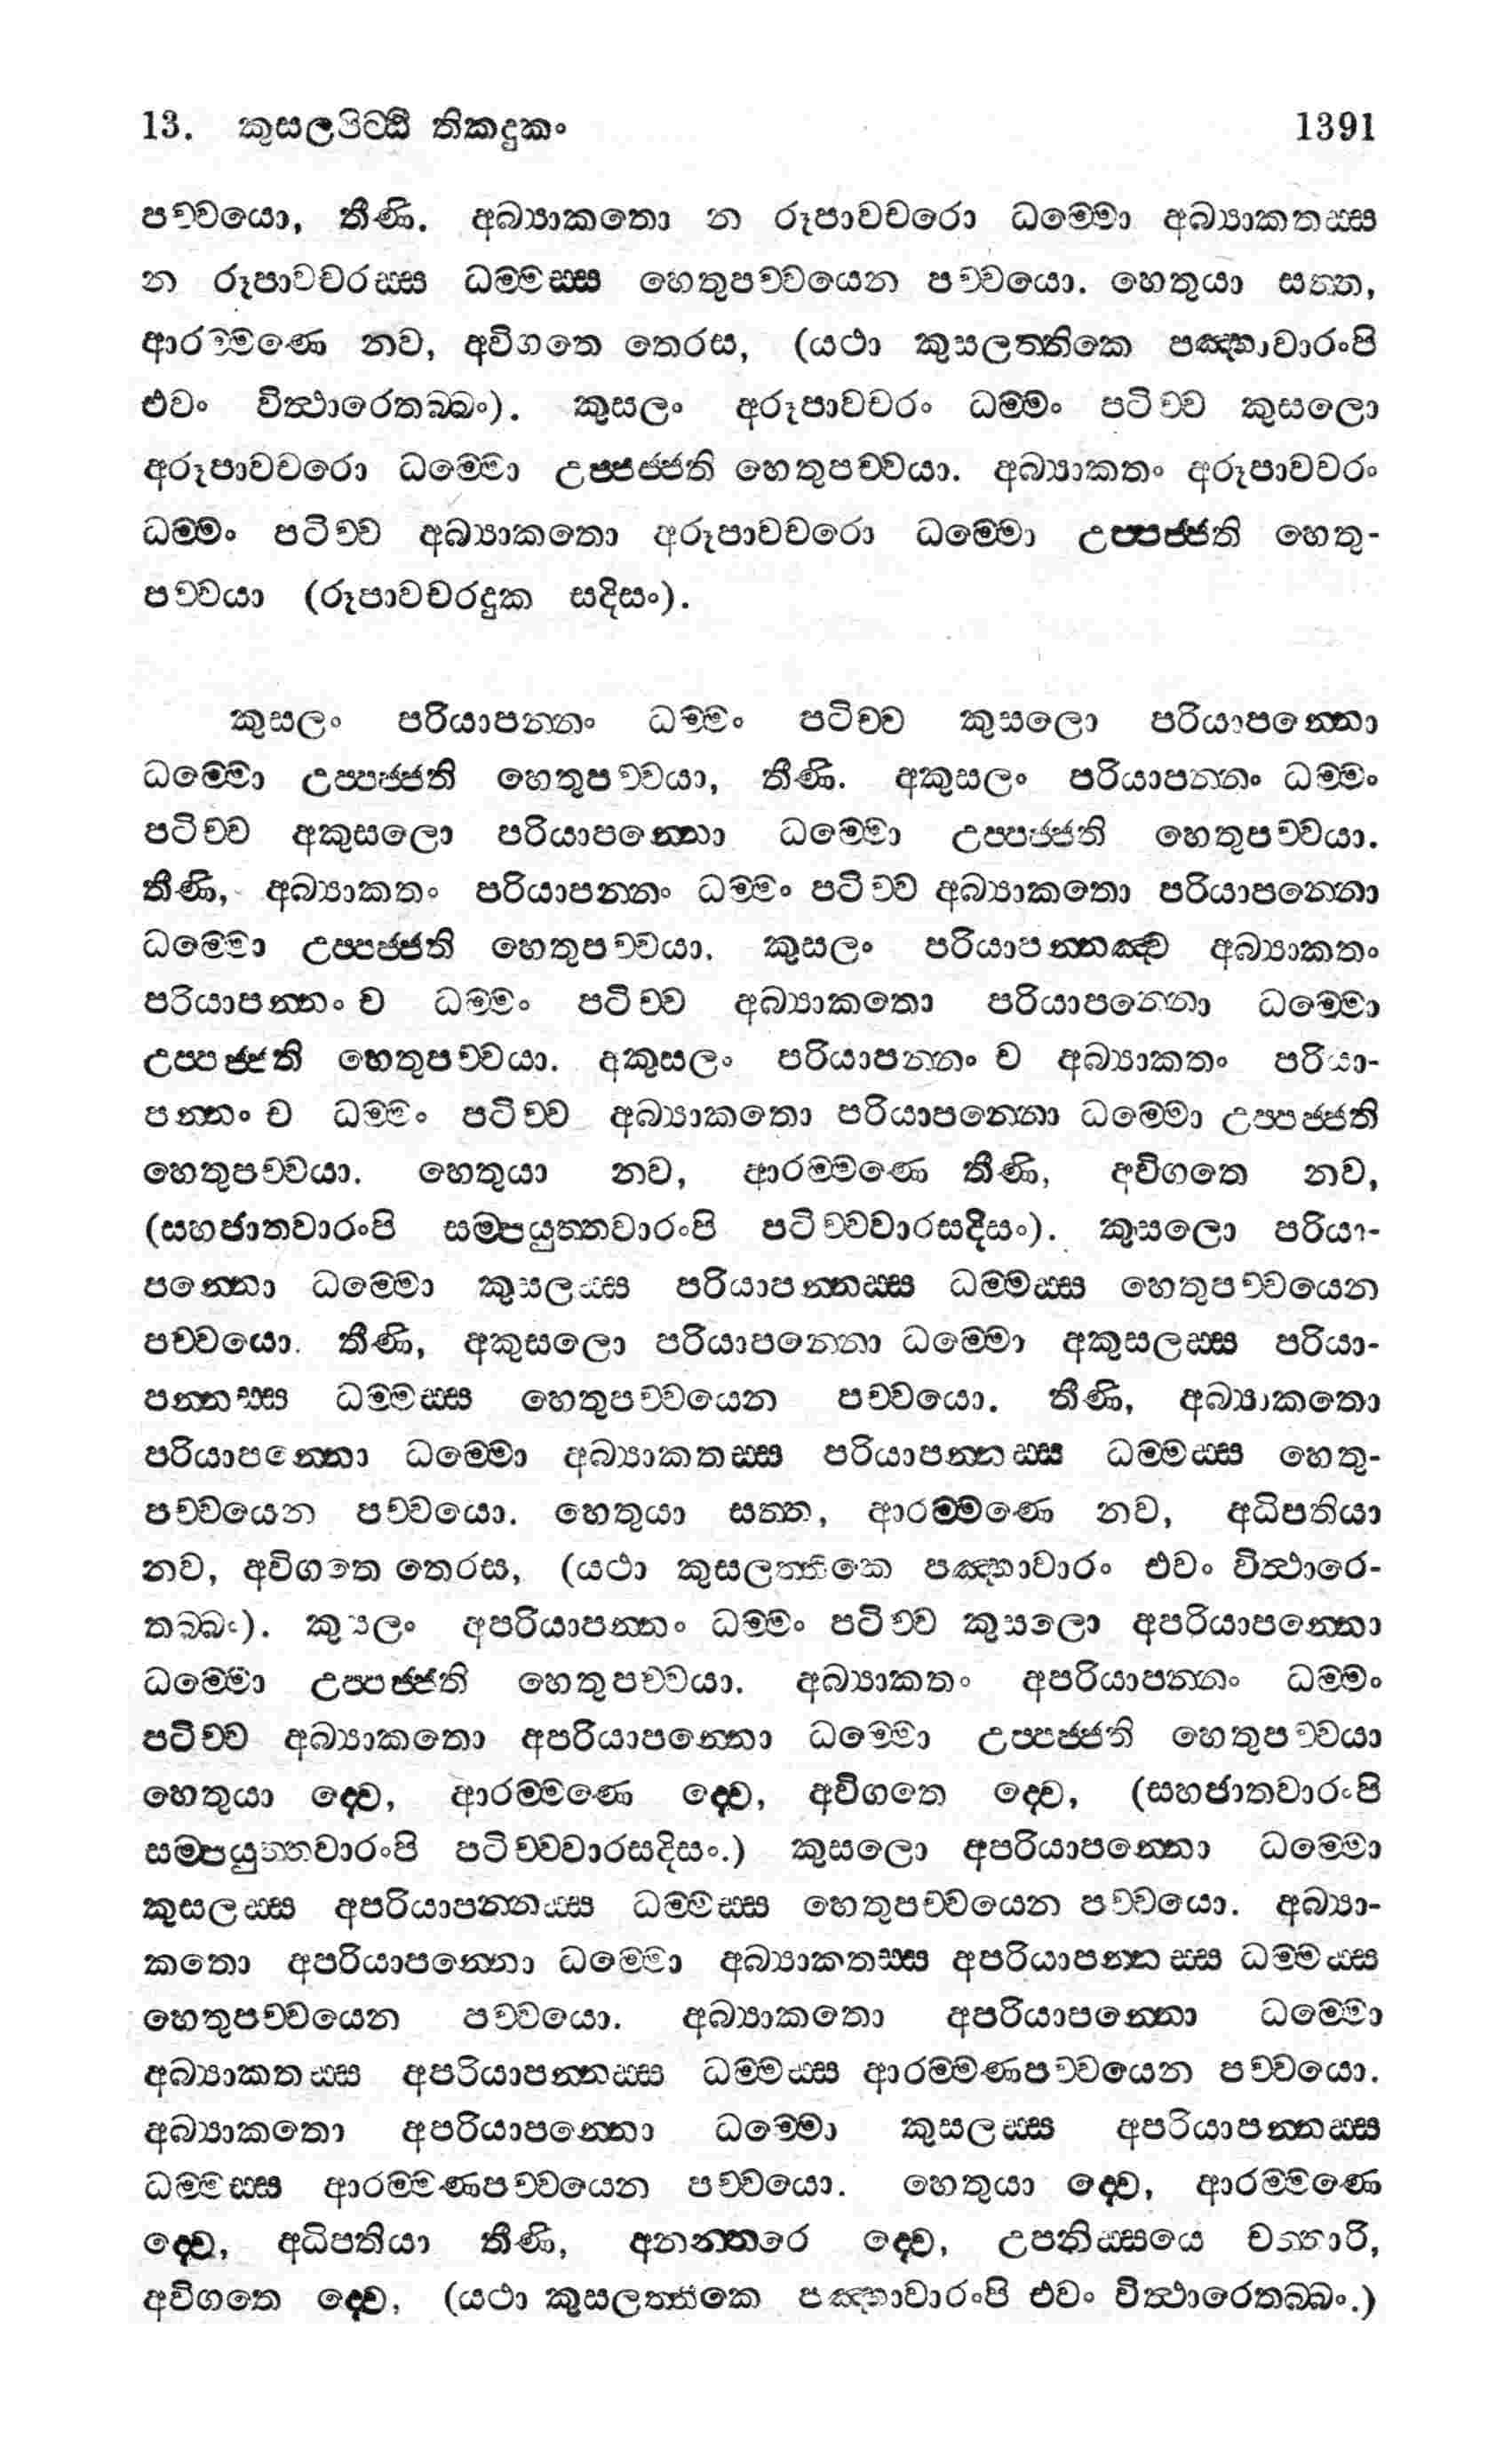 13. කුසලපිට්ඨි තිකදුකං 1391
පච්චයො, තීණි. අබ්‍යාකතො න රූපාවචරො ධම්මො අබ්‍යාකතස්ස
න රූපාවචරස්ස ධම්මස්ස හෙතුපච්චයෙන පච්චයො. හෙතුයා සත්ත,
ආරම්මණෙ නව, අවිගතෙ තෙරස, (යථා කුසලත්තිකෙ පඤ්හාවාරංපි
එවං විත්ථාරෙතබ්බං). කුසලං අරූපාවචරං ධම්මං පටිච්ච කුසලො
අරූපාවචරො ධම්මො උප්පජ්ජති හෙතුපච්චයා. අබ්‍යාකතං අරූපාවචරං
ධම්මං පටිච්ච අබ්‍යාකතො අරූපාවචරො ධම්මො උප්පජ්ජති හෙතු-
පච්චයා (රූපාවචරදුක සදිසං).
කුසලං පරියාපන්නං ධම්මං පටිච්ච කුසලො පරියාපන්නො
ධම්මො උප්පජ්ජති හෙතුපච්චයා, තීණි. අකුසලං පරියාපන්නං ධම්මං
පටිච්ච අකුසලො පරියාපන්නො ධම්මො උප්පජ්ජති හෙතුපච්චයා.
තීණි, අබ්‍යාකතං පරියාපන්නං ධම්මං පටිච්ච අබ්‍යාකතො පරියාපන්නො
ධම්මො උප්පජ්ජති හෙතුපච්චයා. කුසලං පරියාපන්නඤ්ච අබ්‍යාකතං
පරියාපන්නං ච ධම්මං පටිච්ච අබ්‍යාකතො පරියාපන්නො ධම්මො
උප්පජ්ජති හෙතුපච්චයා. අකුසලං පරියාපන්නං ච අබ්‍යාකතං පරියා-
පන්නං ච ධම්මං පටිච්ච අබ්‍යාකතො පරියාපන්නො ධම්මො උප්පජ්ජති
හෙතුපච්චයා. හෙතුයා නව, ආරම්මණෙ තීණි, අවිගතෙ නව,
(සහජාතවාරංපි සම්පයුත්තවාරංපි පටිච්චවාරසදිසං). කුසලො පරියා-
පන්නො ධම්මො කුසලස්ස පරියාපන්නස්ස ධම්මස්ස හෙතුපච්චයෙන
පච්චයො. තීණි, අකුසලො පරියාපන්නො ධම්මො අකුසලස්ස පරියා-
පන්නස්ස ධම්මස්ස හෙතුපච්චයෙන පච්චයො. තීණි, අබ්‍යාකතො
පරියාපන්නො ධම්මො අබ්‍යාකතස්ස පරියාපන්නස්ස ධම්මස්ස හෙතු-
පච්චයෙන පච්චයො. හෙතුයා සත්ත, ආරම්මණෙ නව, අධිපතියා
නව, අවිගතෙ තෙරස, (යථා කුසලත්තිකෙ පඤ්හාවාරං එවං විත්ථාරෙ-
තබ්බං). කුසලං අපරියාපන්නං ධම්මං පටිච්ච කුසලො අපරියාපන්නො
ධම්මො උප්පජ්ජති හෙතුපච්චයා. අබ්‍යාකතං අපරියාපන්නං ධම්මං
පටිච්ච අබ්‍යාකතො අපරියාපන්නො ධම්මො උප්පජ්ජති හෙතුපච්චයා
හෙතුයා ද්වෙ, ආරම්මණෙ ද්වෙ, අවිගතෙ ද්වෙ, (සහජාතවාරංපි
සම්පයුත්තවාරංපි පටිච්චවාරසදිසං.) කුසලො අපරියාපන්නො ධම්මො
කුසලස්ස අපරියාපන්නස්ස ධම්මස්ස හෙතුපච්චයෙන පච්චයො. අබ්‍යා-
කතො අපරියාපන්නො ධම්මො අබ්‍යාකතස්ස අපරියාපන්නස්ස ධම්මස්ස
හෙතුපච්චයෙන පච්චයො. අබ්‍යාකතො අපරියාපන්නො ධම්මො
අබ්‍යාකතස්ස අපරියාපන්නස්ස ධම්මස්ස ආරම්මණපච්චයෙන පච්චයො.
අබ්‍යාකතො අපරියාපන්නො ධම්මො කුසලස්ස අපරියාපන්නස්ස
ධම්මස්ස ආරම්මණපච්චයෙන පච්චයො. හෙතුයා ද්වෙ, ආරම්මණෙ
ද්වෙ, අධිපතියා තීණි, අනන්තරෙ ද්වෙ, උපනිස්සයෙ චත්තාරි,
අවිගතෙ ද්වෙ, (යථා කුසලත්තිකෙ පඤ්හාවාරංපි එවං විත්ථාරෙතබ්බං.)